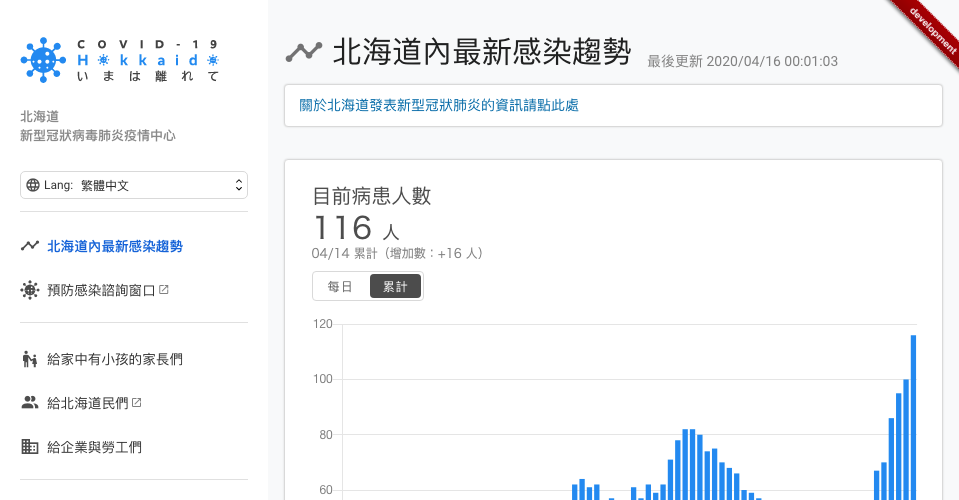 COVID-19
Hokkaido
いまは離れて
北海道
新型冠狀病毒肺炎疫情中心
Lang: 繁體中文
北海道內最新感染趨勢
預防感染諮詢窗口
給家中有小孩的家長們
給北海道民們
給企業與勞工們
development
北海道內最新感染趨勢 最後更新 2020/04/16 00:01:03
關於北海道發表新型冠狀肺炎的資訊請點此處
目前病患人數
116 人
04/14 累計（增加數：+16 人）
每日 累計
120
100
80
60